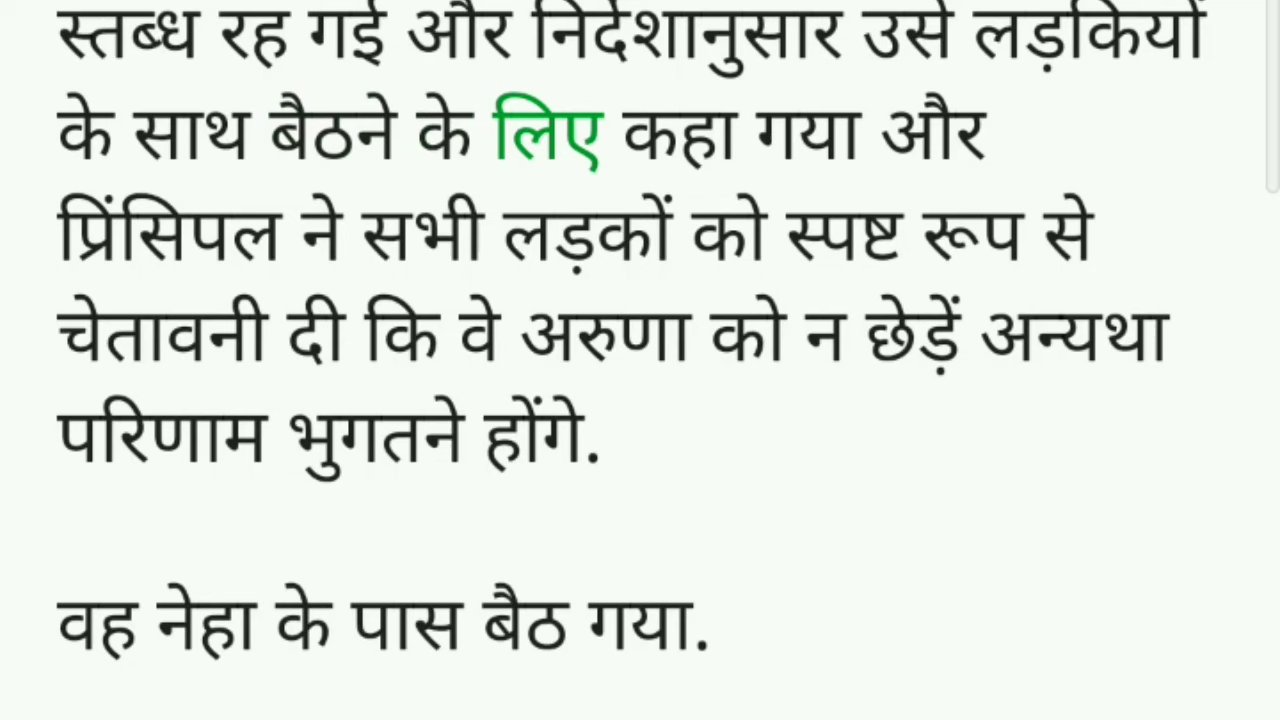 स्तब्ध रह गई और निर्देशानुसार उसे लड़कियों
के साथ बैठने के लिए कहा गया और
प्रिंसिपल ने सभी लड़कों को स्पष्ट रूप से
चेतावनी दी कि वे अरुणा को न छेड़ें अन्यथा
परिणाम भुगतने होंगे.
वह नेहा के पास बैठ गया.